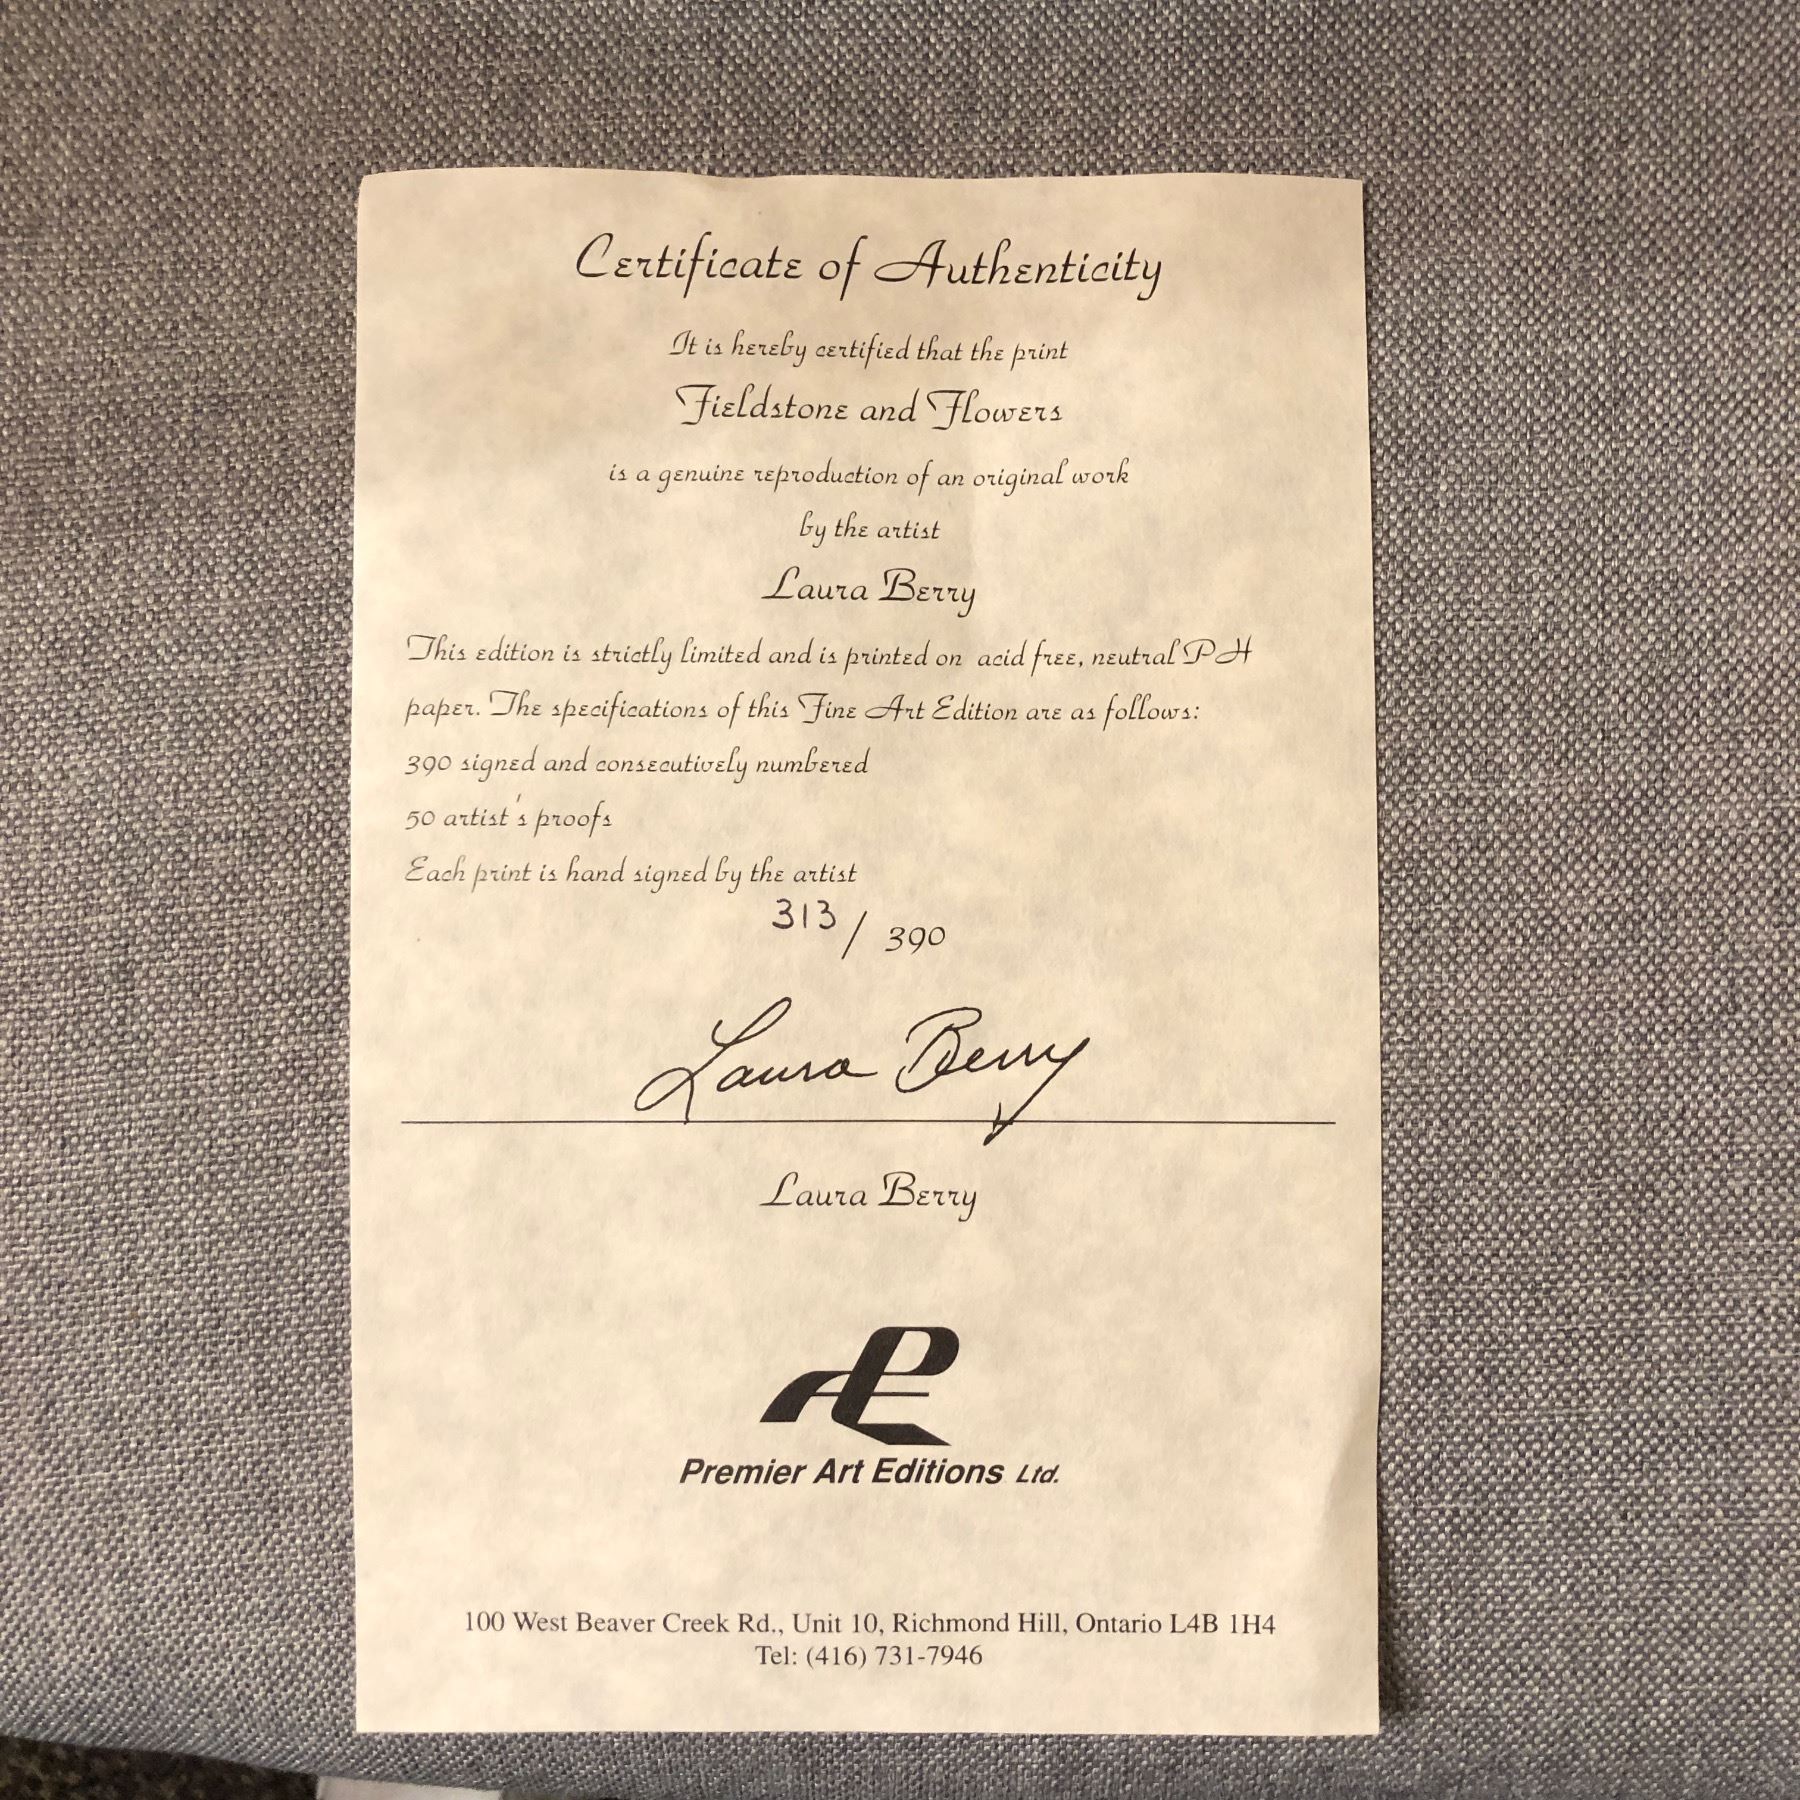 Certificate of Authenticity
It is hereby certified that the print
Fieldstone and Flowers
is a genuine reproduction of an original work
by the artist
Laura Berry
This edition is strictly limited and is printed on acid free, neutral PH
paper. The specifications of this Fine Art Edition are as follows:
390 signed and consecutively numbered
50 artist's proofs
Each print is hand signed by the artist
313 / 390
Laura Berry
Laura Berry
Premier Art Editions Ltd.
100 West Beaver Creek Rd., Unit 10, Richmond Hill, Ontario L4B 1H4
Tel: (416) 731-7946